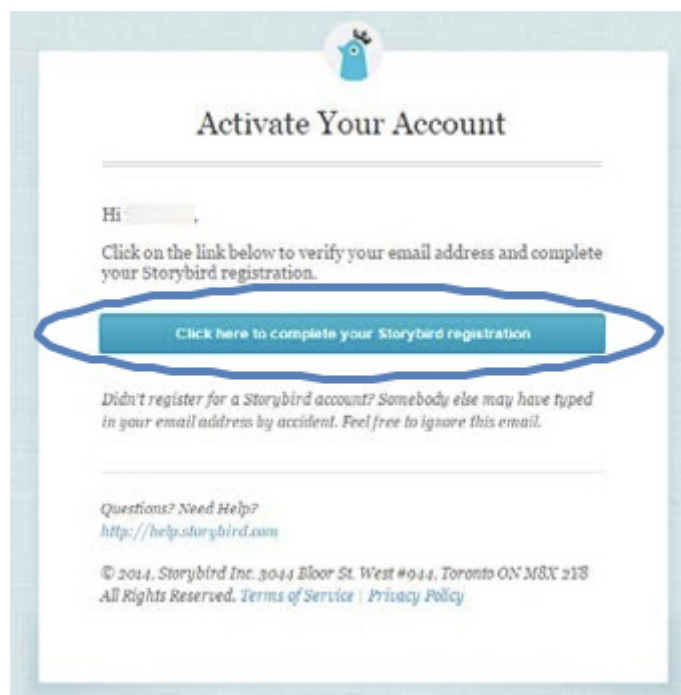 Activate Your Account
Hi ,
Click on the link below to verify your email address and complete
your Storybird registration.
Click here to complete your Storybird registration
Didn't register for a Storybird account? Somebody else may have typed
in your email address by accident. Feel free to ignore this email.
Questions? Need Help?
http://help.storybird.com
© 2014, Storybird Inc. 3044 Bloor St. West #944, Toronto ON M8X 2Y8
All Rights Reserved. Terms of Service | Privacy Policy